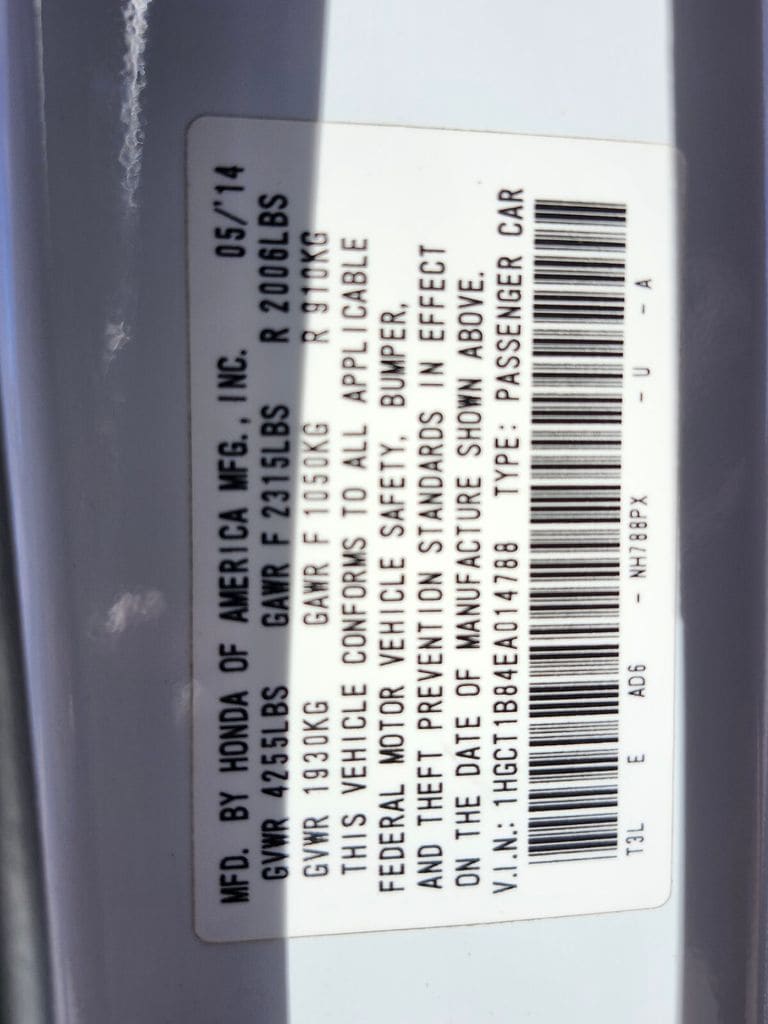 MFD. BY HONDA OF AMERICA MFG., INC. 05/'14
GVWR 4255LBS GAWR F 2315LBS R 2006LBS
GVWR 1930KG GAWR F 1050KG R 910KG
THIS VEHICLE CONFORMS TO ALL APPLICABLE
FEDERAL MOTOR VEHICLE SAFETY, BUMPER,
AND THEFT PREVENTION STANDARDS IN EFFECT
ON THE DATE OF MANUFACTURE SHOWN ABOVE.
V.I.N.: 1HGCT1B84EA014788 TYPE: PASSENGER CAR
T3L E AD6 - NH788PX - U - A